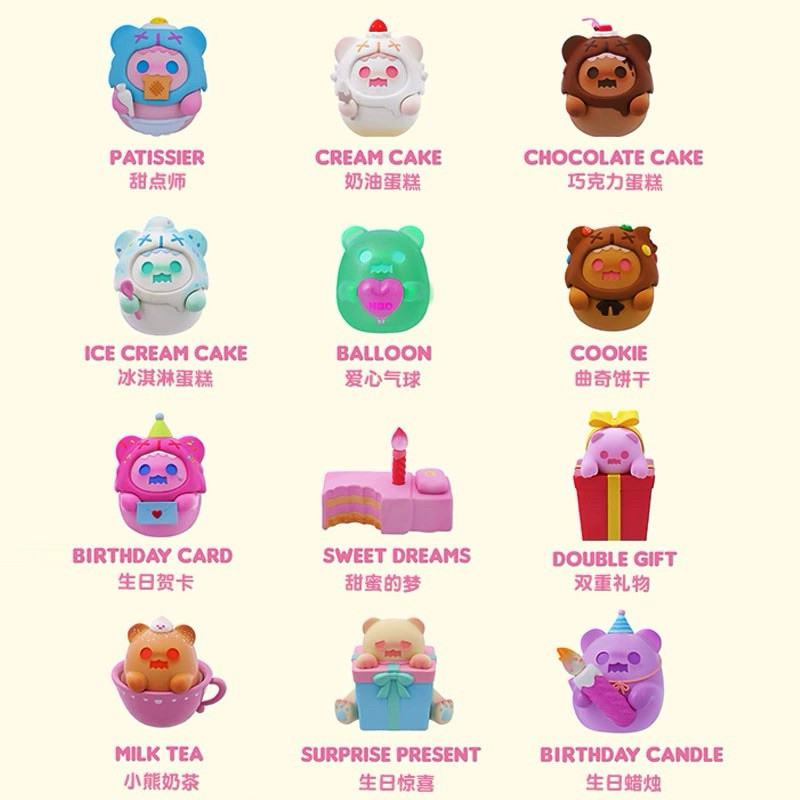 PATISSIER
甜点师
CREAM CAKE
奶油蛋糕
CHOCOLATE CAKE
巧克力蛋糕
ICE CREAM CAKE
冰淇淋蛋糕
HBD
BALLOON
爱心气球
COOKIE
曲奇饼干
BIRTHDAY CARD
生日贺卡
SWEET DREAMS
甜蜜的梦
DOUBLE GIFT
双重礼物
MILK TEA
小熊奶茶
SURPRISE PRESENT
生日惊喜
BIRTHDAY CANDLE
生日蜡烛